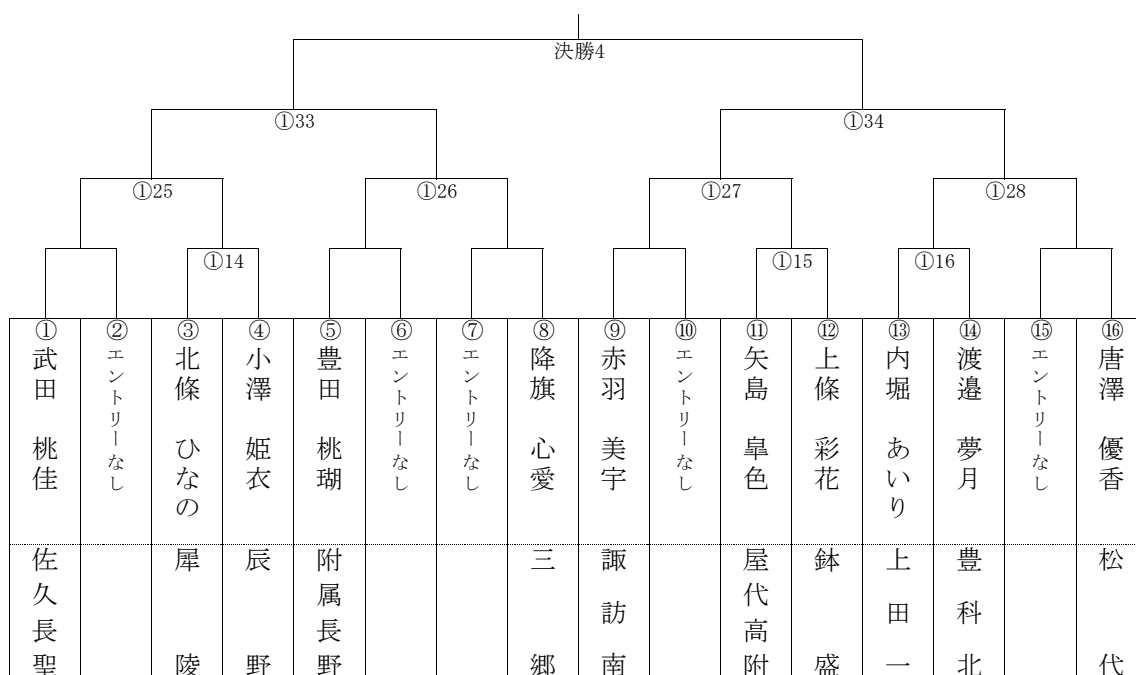 決勝4
①33
①34
①25
①26
①27
①28
①14
①15
①16
①
武田 桃佳
佐久長聖
②
エントリーなし
③
北條 ひなの
犀陵
④
小澤 姫衣
辰野
⑤
豊田 桃瑚
附属長野
⑥
エントリーなし
⑦
エントリーなし
⑧
降旗 心愛
三郷
⑨
赤羽 美宇
諏訪南
⑩
エントリーなし
⑪
矢島 皐色
屋代高附
⑫
上條 彩花
鉢盛
⑬
内堀 あいり
上田一
⑭
渡邉 夢月
豊科北
⑮
エントリーなし
⑯
唐澤 優香
松代